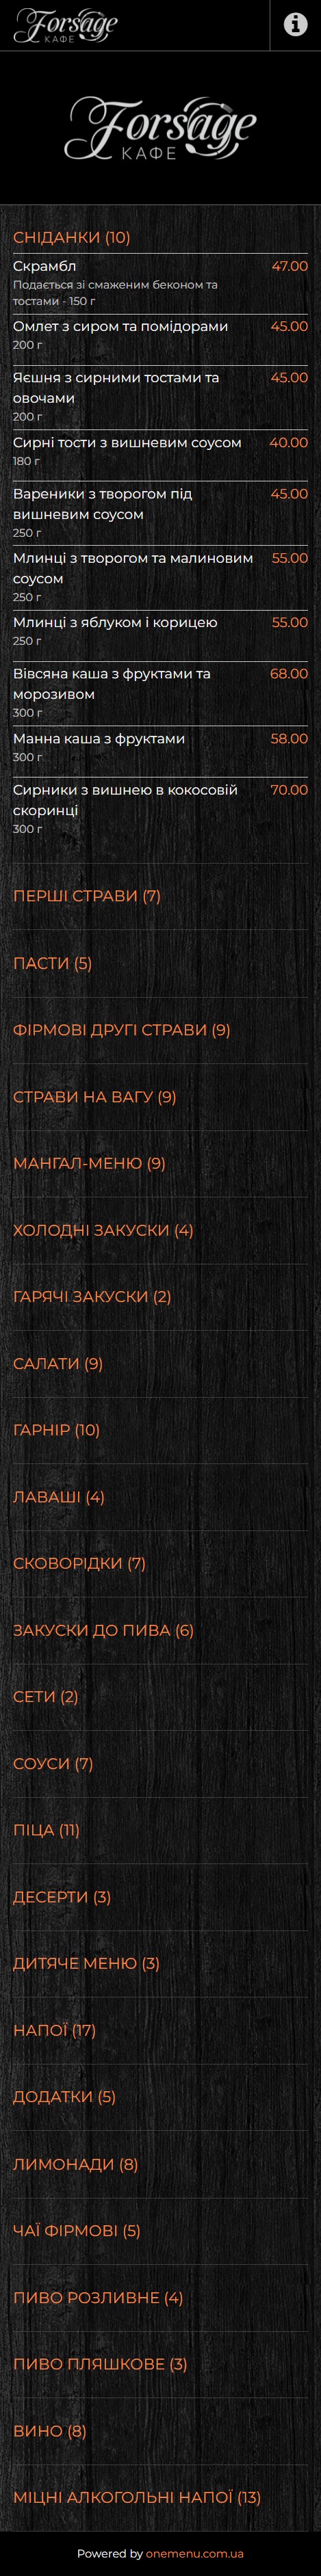 Forsage
КАФЕ
Forsage
КАФЕ
СНІДАНКИ (10)
Скрамбл 47.00
Подається зі смаженим беконом та
тостами - 150 г
Омлет з сиром та помідорами 45.00
200 г
Яєшня з сирними тостами та 45.00
овочами
200 г
Сирні тости з вишневим соусом 40.00
180 г
Вареники з творогом під 45.00
вишневим соусом
250 г
Млинці з творогом та малиновим 55.00
соусом
250 г
Млинці з яблуком і корицею 55.00
250 г
Вівсяна каша з фруктами та 68.00
морозивом
300 г
Манна каша з фруктами 58.00
300 г
Сирники з вишнею в кокосовій 70.00
скоринці
300 г
ПЕРШІ СТРАВИ (7)
ПАСТИ (5)
ФІРМОВІ ДРУГІ СТРАВИ (9)
СТРАВИ НА ВАГУ (9)
МАНГАЛ-МЕНЮ (9)
ХОЛОДНІ ЗАКУСКИ (4)
ГАРЯЧІ ЗАКУСКИ (2)
САЛАТИ (9)
ГАРНІР (10)
ЛАВАШІ (4)
СКОВОРІДКИ (7)
ЗАКУСКИ ДО ПИВА (6)
СЕТИ (2)
СОУСИ (7)
ПІЦА (11)
ДЕСЕРТИ (3)
ДИТЯЧЕ МЕНЮ (3)
НАПОЇ (17)
ДОДАТКИ (5)
ЛИМОНАДИ (8)
ЧАЇ ФІРМОВІ (5)
ПИВО РОЗЛИВНЕ (4)
ПИВО ПЛЯШКОВЕ (3)
ВИНО (8)
МІЦНІ АЛКОГОЛЬНІ НАПОЇ (13)
Powered by onemenu.com.ua